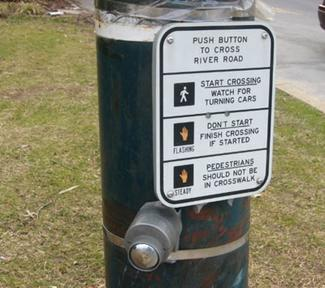 PUSH BUTTON
TO CROSS
RIVER ROAD
START CROSSING
WATCH FOR
TURNING CARS
DON'T START
FINISH CROSSING
IF STARTED
FLASHING
PEDESTRIANS
SHOULD NOT BE
IN CROSSWALK
STEADY